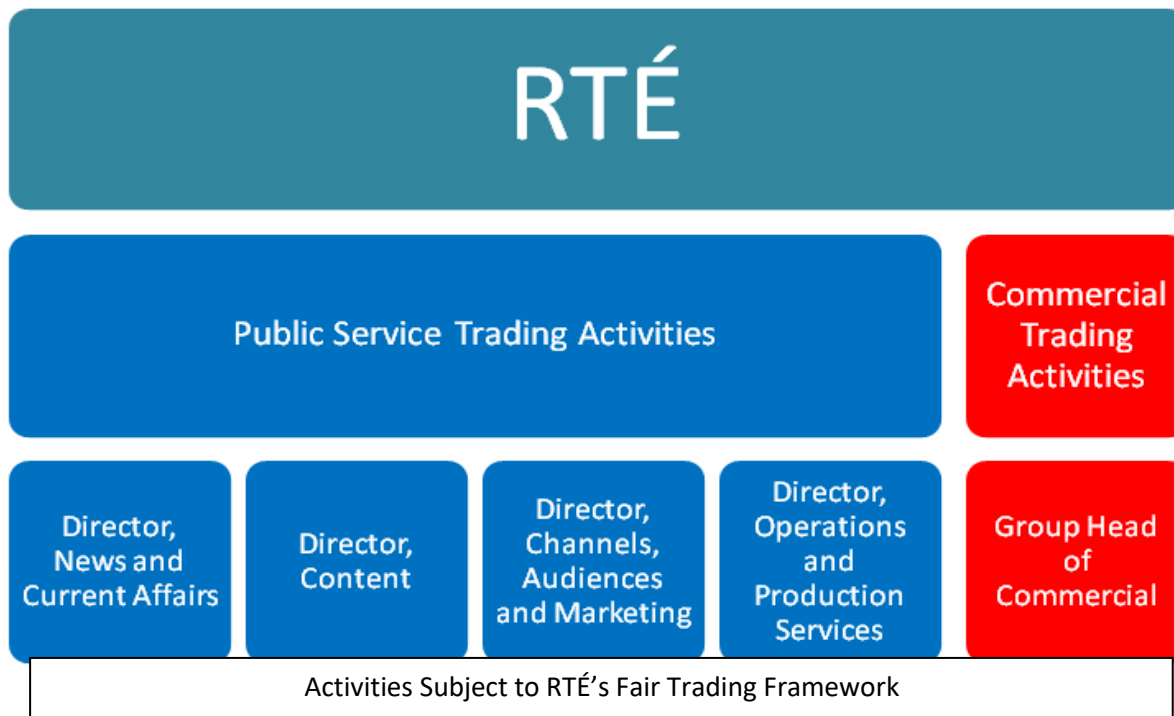 RTÉ
Public Service Trading Activities
Commercial
Trading
Activities
Director,
News and
Current Affairs
Director,
Content
Director,
Channels,
Audiences
and Marketing
Director,
Operations
and
Production
Services
Group Head
of
Commercial
Activities Subject to RTÉ’s Fair Trading Framework